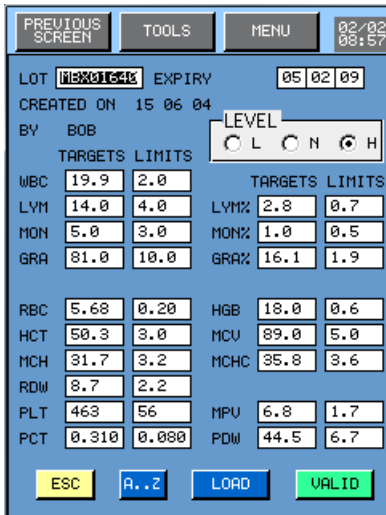 PREVIOUS SCREEN TOOLS MENU 02/02 08:57
LOT MBX01640 EXPIRY 05 02 09
CREATED ON 15 06 04
BY BOB
LEVEL
L N H
TARGETS LIMITS
WBC 19.9 2.0 TARGETS LIMITS
LYM 14.0 4.0 LYM% 2.8 0.7
MON 5.0 3.0 MON% 1.0 0.5
GRA 81.0 10.0 GRA% 16.1 1.9
RBC 5.68 0.20 HGB 18.0 0.6
HCT 50.3 3.0 MCV 89.0 5.0
MCH 31.7 3.2 MCHC 35.8 3.6
RDW 8.7 2.2
PLT 463 56 MPV 6.8 1.7
PCT 0.310 0.080 PDW 44.5 6.7
ESC A..Z LOAD VALID